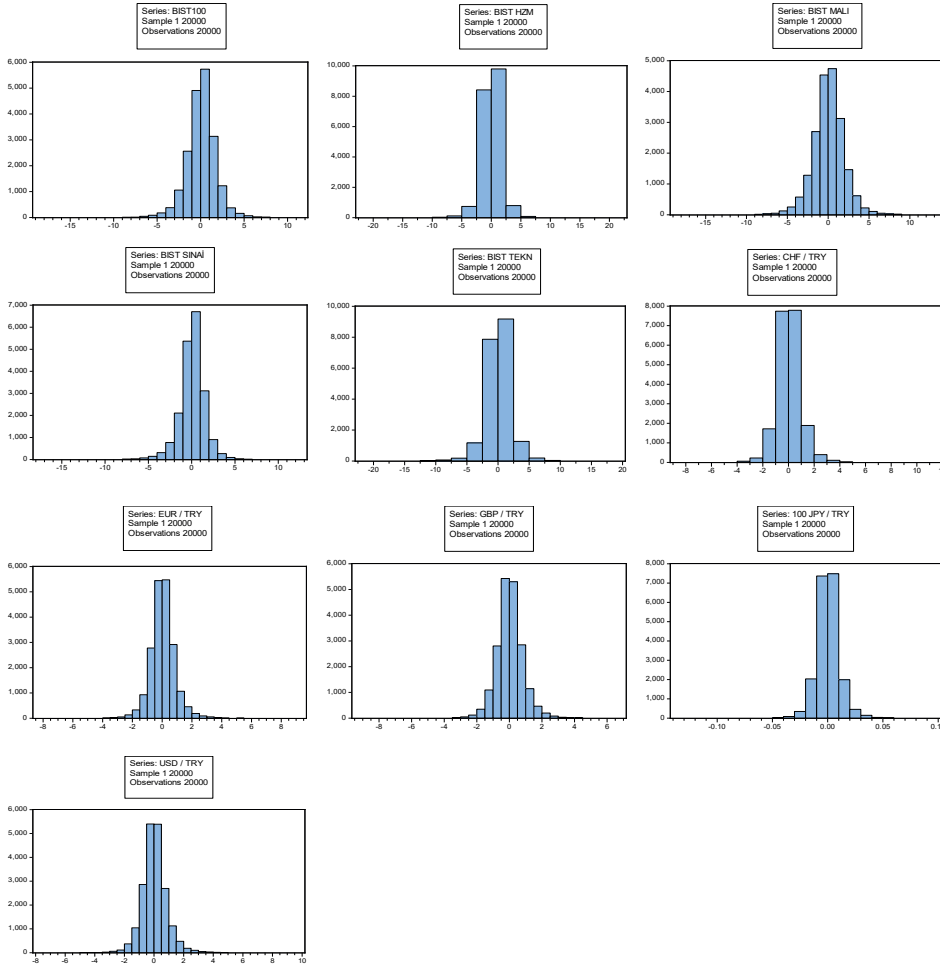 Series: BIST100
Sample 1 20000
Observations 20000
6,000
5,000
4,000
3,000
2,000
1,000
0
-15 -10 -5 0 5 10
Series: BIST HZM
Sample 1 20000
Observations 20000
10,000
8,000
6,000
4,000
2,000
0
-20 -15 -10 -5 0 5 10 15 20
Series: BIST MALI
Sample 1 20000
Observations 20000
5,000
4,000
3,000
2,000
1,000
0
-15 -10 -5 0 5 10
Series: BIST SINAİ
Sample 1 20000
Observations 20000
7,000
6,000
5,000
4,000
3,000
2,000
1,000
0
-15 -10 -5 0 5 10
Series: BIST TEKN
Sample 1 20000
Observations 20000
10,000
8,000
6,000
4,000
2,000
0
-20 -15 -10 -5 0 5 10 15 20
Series: CHF / TRY
Sample 1 20000
Observations 20000
8,000
7,000
6,000
5,000
4,000
3,000
2,000
1,000
0
-8 -6 -4 -2 0 2 4 6 8 10
Series: EUR / TRY
Sample 1 20000
Observations 20000
6,000
5,000
4,000
3,000
2,000
1,000
0
-8 -6 -4 -2 0 2 4 6 8
Series: GBP / TRY
Sample 1 20000
Observations 20000
6,000
5,000
4,000
3,000
2,000
1,000
0
-8 -6 -4 -2 0 2 4 6
Series: 100 JPY / TRY
Sample 1 20000
Observations 20000
8,000
7,000
6,000
5,000
4,000
3,000
2,000
1,000
0
-0.10 -0.05 0.00 0.05
Series: USD / TRY
Sample 1 20000
Observations 20000
6,000
5,000
4,000
3,000
2,000
1,000
0
-8 -6 -4 -2 0 2 4 6 8 10